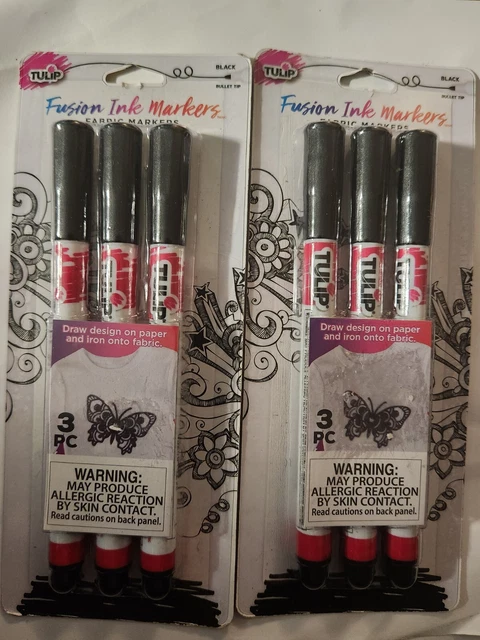 TULIP
BLACK
BULLET TIP
Fusion Ink Markers
FABRIC MARKERS
TULIP
TULIP
Draw design on paper
and iron onto fabric.
3
PC
WARNING:
MAY PRODUCE
ALLERGIC REACTION
BY SKIN CONTACT.
Read cautions on back panel.
TULIP
BLACK
BULLET TIP
Fusion Ink Markers
FABRIC MARKERS
TULIP
TULIP
TULIP
Draw design on paper
and iron onto fabric.
3
PC
WARNING:
MAY PRODUCE
ALLERGIC REACTION
BY SKIN CONTACT.
Read cautions on back panel.